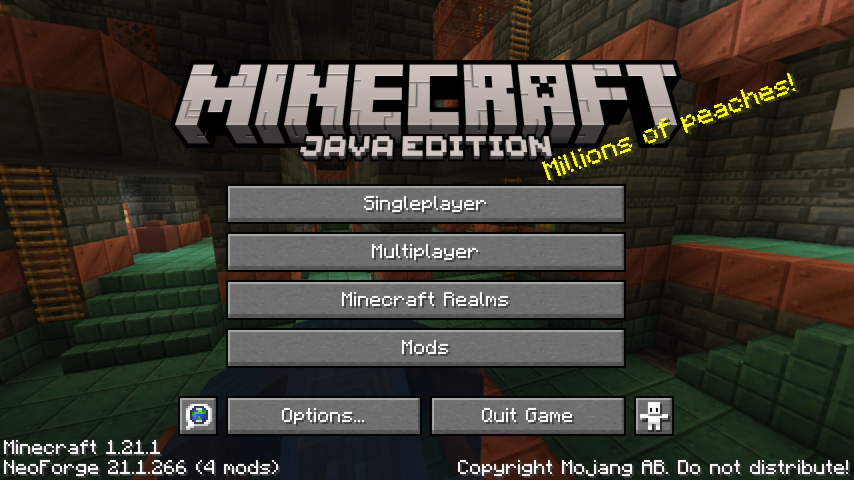 MINECRAFT
JAVA EDITION
Millions of peaches!
Singleplayer
Multiplayer
Minecraft Realms
Mods
Options...
Quit Game
Minecraft 1.21.1
NeoForge 21.1.266 (4 mods)
Copyright Mojang AB. Do not distribute!